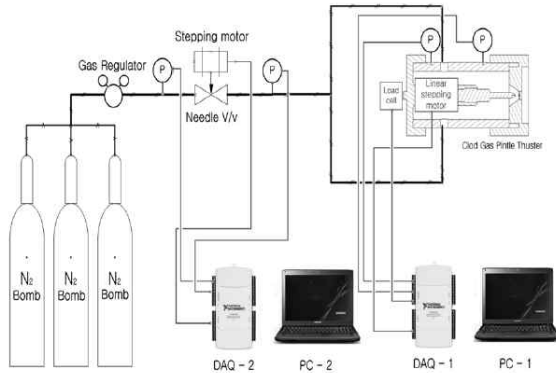 Stepping motor
Gas Regulator
P
P
P
P
Needle V/v
Load
cell
Linear
stepping
motor
Clod Gas Pintle Thruster
N₂
Bomb
N₂
Bomb
N₂
Bomb
DAQ - 2
PC - 2
DAQ - 1
PC - 1